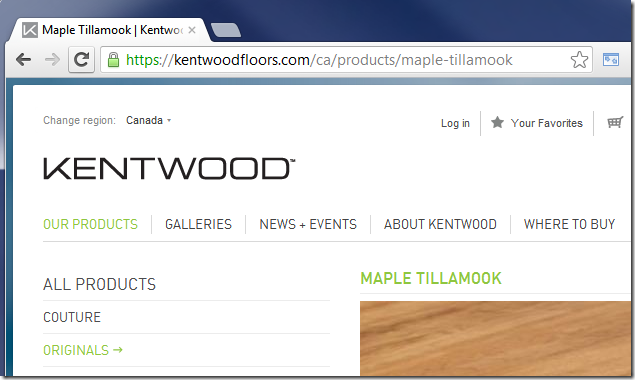 Maple Tillamook | Kentwo
https://kentwoodfloors.com/ca/products/maple-tillamook
Change region: Canada
Log in
Your Favorites
KENTWOOD™
OUR PRODUCTS
GALLERIES
NEWS + EVENTS
ABOUT KENTWOOD
WHERE TO BUY
ALL PRODUCTS
COUTURE
ORIGINALS →
MAPLE TILLAMOOK